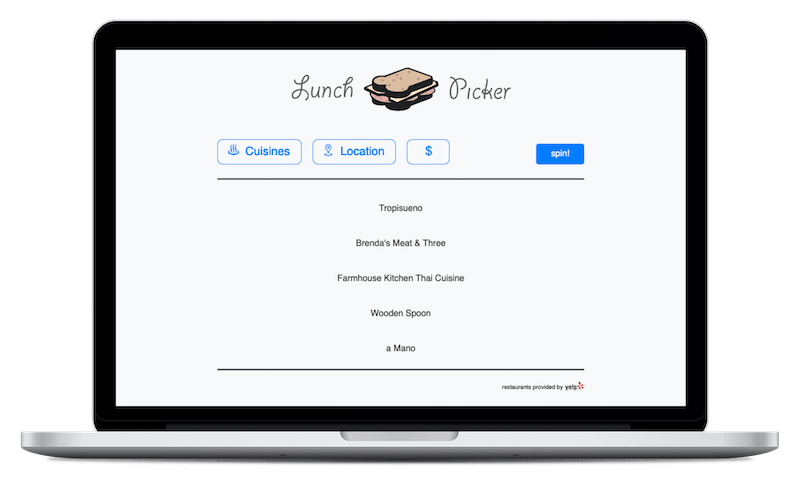 Lunch Picker
Cuisines Location $ spin!
Tropisueno
Brenda's Meat & Three
Farmhouse Kitchen Thai Cuisine
Wooden Spoon
a Mano
restaurants provided by yelp